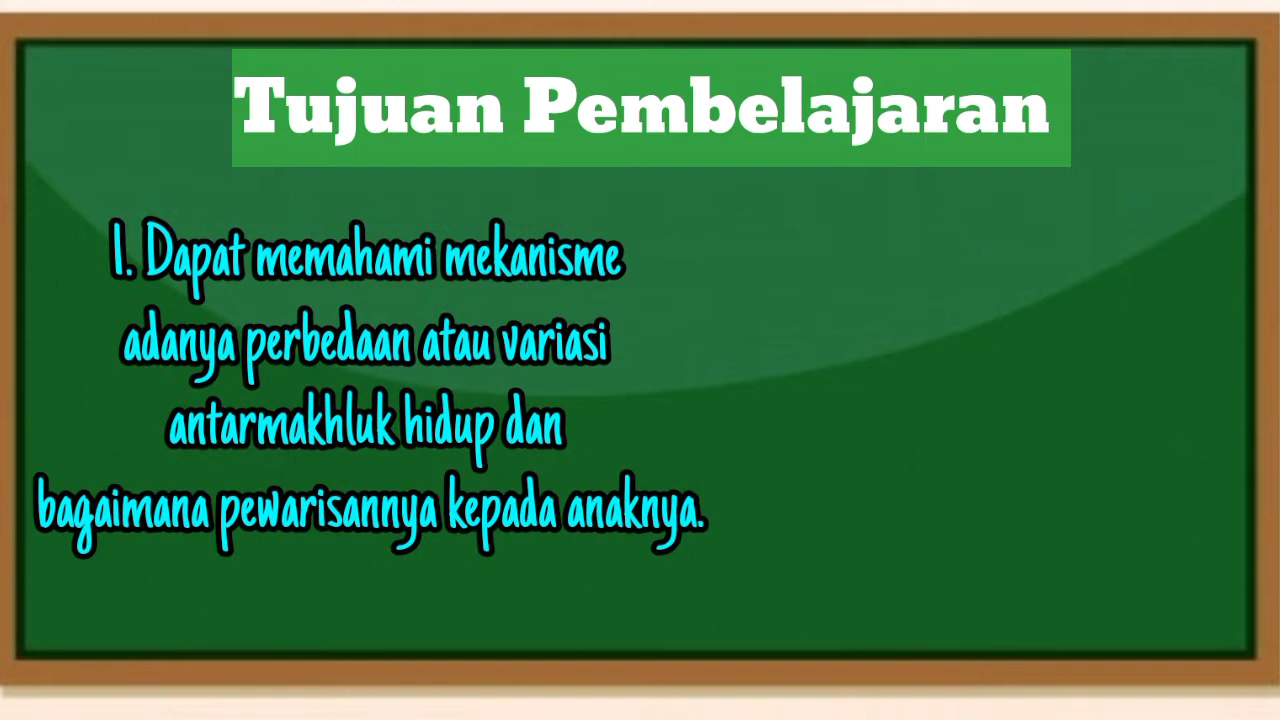 Tujuan Pembelajaran
1. Dapat memahami mekanisme
adanya perbedaan atau variasi
antarmakhluk hidup dan
bagaimana pewarisannya kepada anaknya.